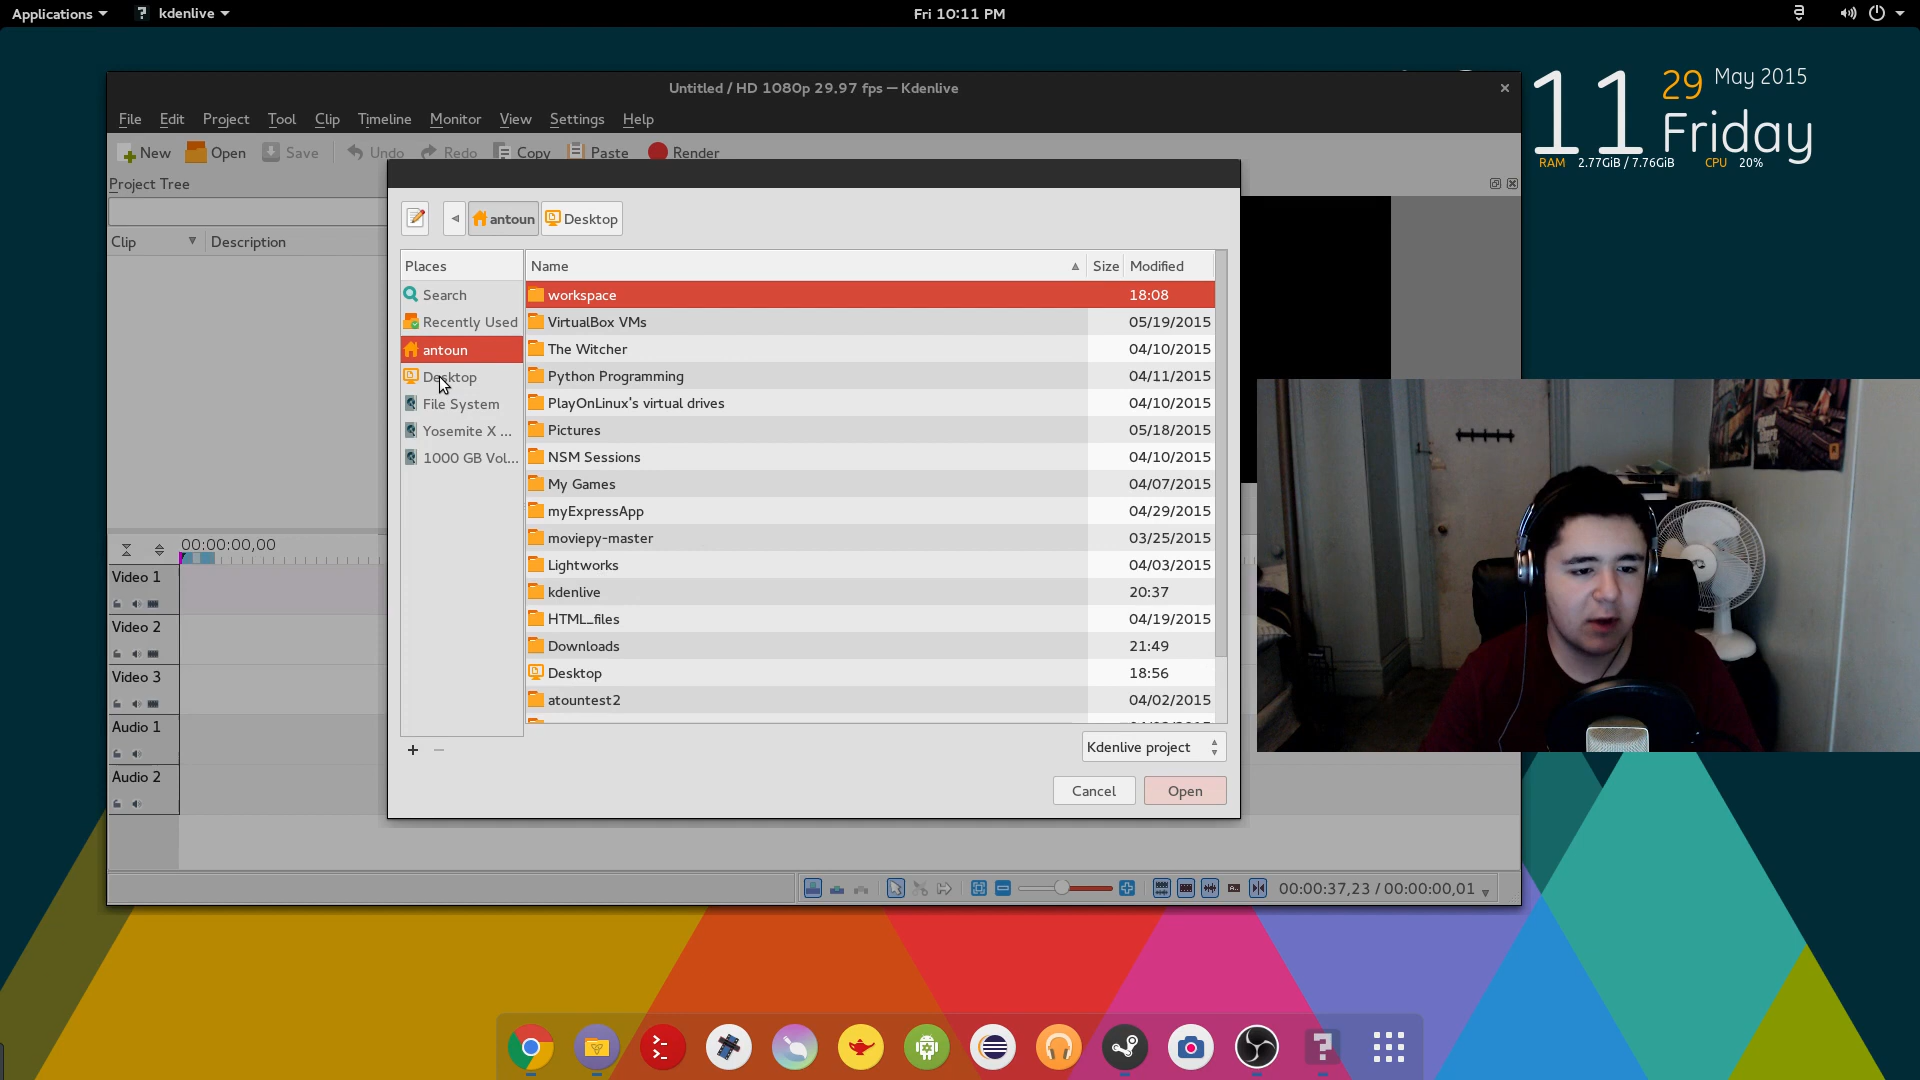 Applications kdenlive Fri 10:11 PM
11 29 May 2015
Friday
RAM 2.77GiB / 7.76GiB CPU 20%
Untitled / HD 1080p 29.97 fps — Kdenlive
File Edit Project Tool Clip Timeline Monitor View Settings Help
New Open Save Undo Redo Copy Paste Render
Project Tree
Clip Description
antoun Desktop
Places
Search
Recently Used
antoun
Desktop
File System
Yosemite X ...
1000 GB Vol...
Name Size Modified
workspace 18:08
VirtualBox VMs 05/19/2015
The Witcher 04/10/2015
Python Programming 04/11/2015
PlayOnLinux's virtual drives 04/10/2015
Pictures 05/18/2015
NSM Sessions 04/10/2015
My Games 04/07/2015
myExpressApp 04/29/2015
moviepy-master 03/25/2015
Lightworks 04/03/2015
kdenlive 20:37
HTML_files 04/19/2015
Downloads 21:49
Desktop 18:56
atountest2 04/02/2015
Kdenlive project
Cancel Open
00:00:00,00
Video 1
Video 2
Video 3
Audio 1
Audio 2
00:00:37,23 / 00:00:00,01